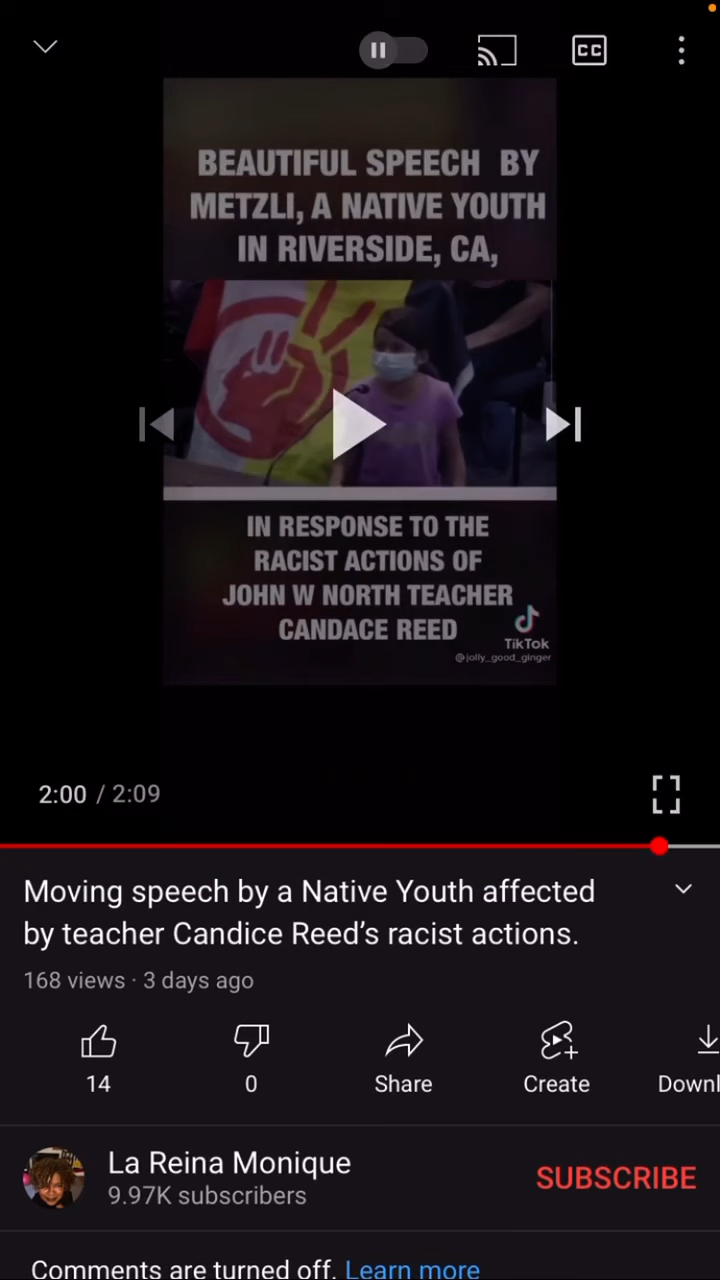 CC
BEAUTIFUL SPEECH BY
METZLI, A NATIVE YOUTH
IN RIVERSIDE, CA,
IN RESPONSE TO THE
RACIST ACTIONS OF
JOHN W NORTH TEACHER
CANDACE REED
TikTok
@jolly_good_ginger
2:00 / 2:09
Moving speech by a Native Youth affected
by teacher Candice Reed’s racist actions.
168 views · 3 days ago
14
0
Share
Create
Downl
La Reina Monique
9.97K subscribers
SUBSCRIBE
Comments are turned off. Learn more